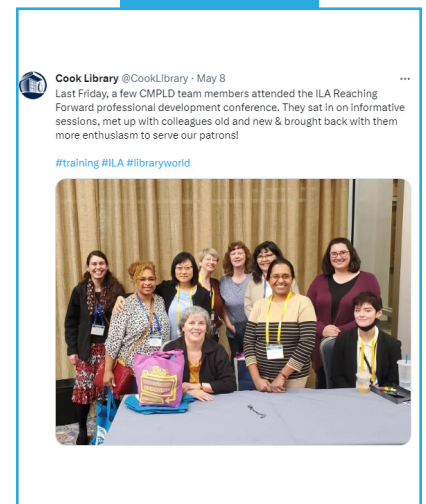 Cook Library @CookLibrary · May 8
Last Friday, a few CMPLD team members attended the ILA Reaching
Forward professional development conference. They sat in on informative
sessions, met up with colleagues old and new & brought back with them
more enthusiasm to serve our patrons!
#training #ILA #libraryworld